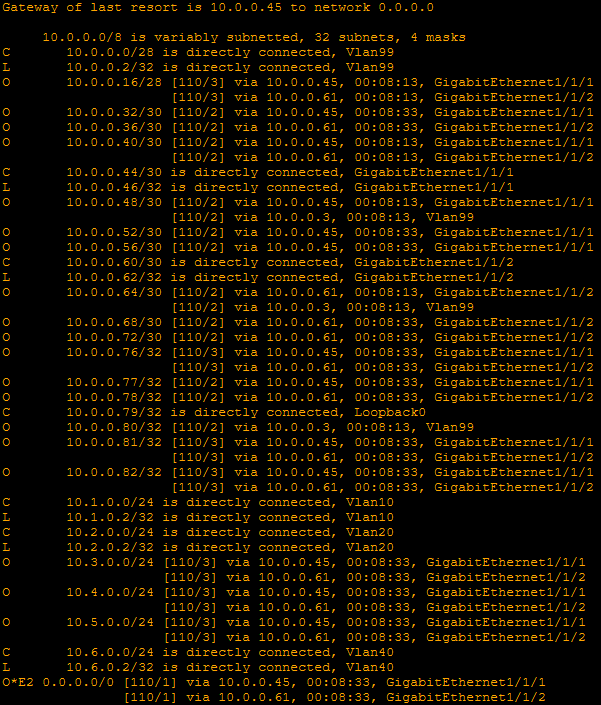 Gateway of last resort is 10.0.0.45 to network 0.0.0.0
10.0.0.0/8 is variably subnetted, 32 subnets, 4 masks
C 10.0.0.0/28 is directly connected, Vlan99
L 10.0.0.2/32 is directly connected, Vlan99
O 10.0.0.16/28 [110/3] via 10.0.0.45, 00:08:13, GigabitEthernet1/1/1
[110/3] via 10.0.0.61, 00:08:13, GigabitEthernet1/1/2
O 10.0.0.32/30 [110/2] via 10.0.0.45, 00:08:33, GigabitEthernet1/1/1
O 10.0.0.36/30 [110/2] via 10.0.0.61, 00:08:33, GigabitEthernet1/1/2
O 10.0.0.40/30 [110/2] via 10.0.0.45, 00:08:33, GigabitEthernet1/1/1
[110/2] via 10.0.0.61, 00:08:33, GigabitEthernet1/1/2
C 10.0.0.44/30 is directly connected, GigabitEthernet1/1/1
L 10.0.0.46/32 is directly connected, GigabitEthernet1/1/1
O 10.0.0.48/30 [110/2] via 10.0.0.45, 00:08:13, GigabitEthernet1/1/1
[110/2] via 10.0.0.3, 00:08:13, Vlan99
O 10.0.0.52/30 [110/2] via 10.0.0.45, 00:08:33, GigabitEthernet1/1/1
O 10.0.0.56/30 [110/2] via 10.0.0.45, 00:08:33, GigabitEthernet1/1/1
C 10.0.0.60/30 is directly connected, GigabitEthernet1/1/2
L 10.0.0.62/32 is directly connected, GigabitEthernet1/1/2
O 10.0.0.64/30 [110/2] via 10.0.0.61, 00:08:13, GigabitEthernet1/1/2
[110/2] via 10.0.0.3, 00:08:13, Vlan99
O 10.0.0.68/30 [110/2] via 10.0.0.61, 00:08:33, GigabitEthernet1/1/2
O 10.0.0.72/30 [110/2] via 10.0.0.61, 00:08:33, GigabitEthernet1/1/2
O 10.0.0.76/32 [110/3] via 10.0.0.45, 00:08:33, GigabitEthernet1/1/1
[110/3] via 10.0.0.61, 00:08:33, GigabitEthernet1/1/2
O 10.0.0.77/32 [110/2] via 10.0.0.45, 00:08:33, GigabitEthernet1/1/1
O 10.0.0.78/32 [110/2] via 10.0.0.61, 00:08:33, GigabitEthernet1/1/2
C 10.0.0.79/32 is directly connected, Loopback0
O 10.0.0.80/32 [110/2] via 10.0.0.3, 00:08:13, Vlan99
O 10.0.0.81/32 [110/3] via 10.0.0.45, 00:08:33, GigabitEthernet1/1/1
[110/3] via 10.0.0.61, 00:08:33, GigabitEthernet1/1/2
O 10.0.0.82/32 [110/3] via 10.0.0.45, 00:08:33, GigabitEthernet1/1/1
[110/3] via 10.0.0.61, 00:08:33, GigabitEthernet1/1/2
C 10.1.0.0/24 is directly connected, Vlan10
L 10.1.0.2/32 is directly connected, Vlan10
C 10.2.0.0/24 is directly connected, Vlan20
L 10.2.0.2/32 is directly connected, Vlan20
O 10.3.0.0/24 [110/3] via 10.0.0.45, 00:08:33, GigabitEthernet1/1/1
[110/3] via 10.0.0.61, 00:08:33, GigabitEthernet1/1/2
O 10.4.0.0/24 [110/3] via 10.0.0.45, 00:08:33, GigabitEthernet1/1/1
[110/3] via 10.0.0.61, 00:08:33, GigabitEthernet1/1/2
O 10.5.0.0/24 [110/3] via 10.0.0.45, 00:08:33, GigabitEthernet1/1/1
[110/3] via 10.0.0.61, 00:08:33, GigabitEthernet1/1/2
C 10.6.0.0/24 is directly connected, Vlan40
L 10.6.0.2/32 is directly connected, Vlan40
O*E2 0.0.0.0/0 [110/1] via 10.0.0.45, 00:08:33, GigabitEthernet1/1/1
[110/1] via 10.0.0.61, 00:08:33, GigabitEthernet1/1/2